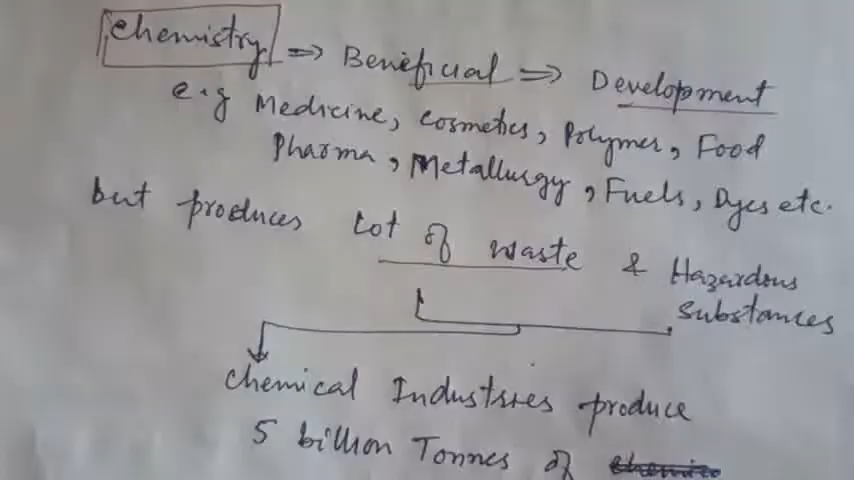 Chemistry ⇒ Beneficial ⇒ Development
e.g Medicine, Cosmetics, Polymer, Food
Pharma, Metallurgy, Fuels, Dyes etc.
but produces Lot of waste & Hazardous
Substances
Chemical Industries produce
5 billion Tonnes of